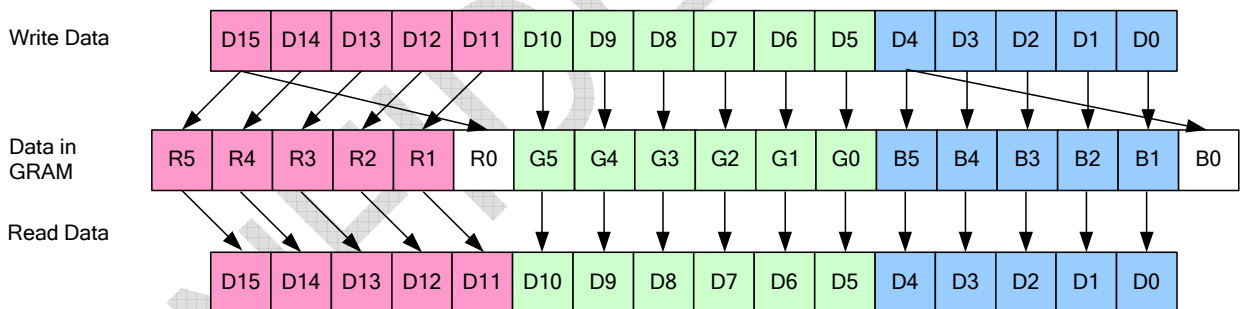 Write Data D15 D14 D13 D12 D11 D10 D9 D8 D7 D6 D5 D4 D3 D2 D1 D0
Data in
GRAM
R5 R4 R3 R2 R1 R0 G5 G4 G3 G2 G1 G0 B5 B4 B3 B2 B1 B0
Read Data
D15 D14 D13 D12 D11 D10 D9 D8 D7 D6 D5 D4 D3 D2 D1 D0